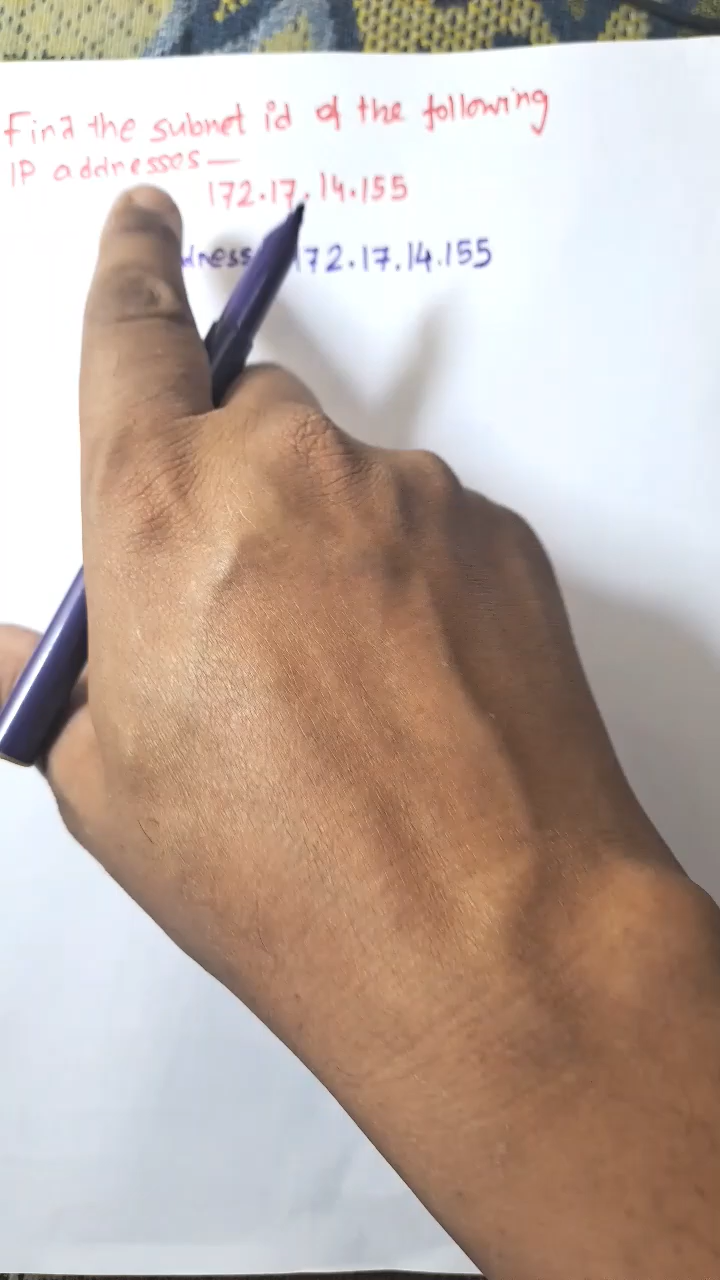 Find the subnet id of the following
IP addresses —
172.17.14.155
dress 172.17.14.155